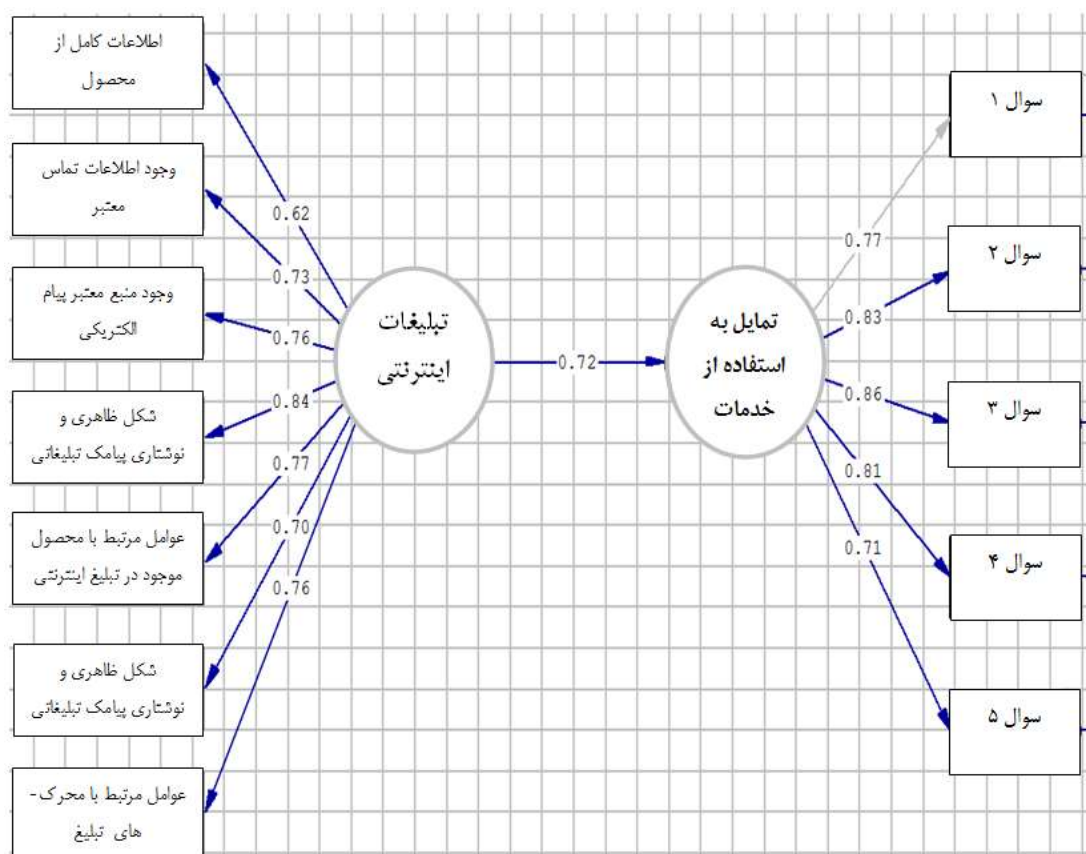 اطلاعات کامل از
محصول
وجود اطلاعات تماس
معتبر
وجود منبع معتبر پیام
الکتریکی
شکل ظاهری و
نوشتاری پیامک تبلیغاتی
عوامل مرتبط با محصول
موجود در تبلیغ اینترنتی
شکل ظاهری و
نوشتاری پیامک تبلیغاتی
عوامل مرتبط با محرک-
های تبلیغ
0.62
0.73
0.76
0.84
0.77
0.70
0.76
تبلیغات
اینترنتی
0.72
تمایل به
استفاده از
خدمات
0.77
0.83
0.86
0.81
0.71
سوال ۱
سوال ۲
سوال ۳
سوال ۴
سوال ۵